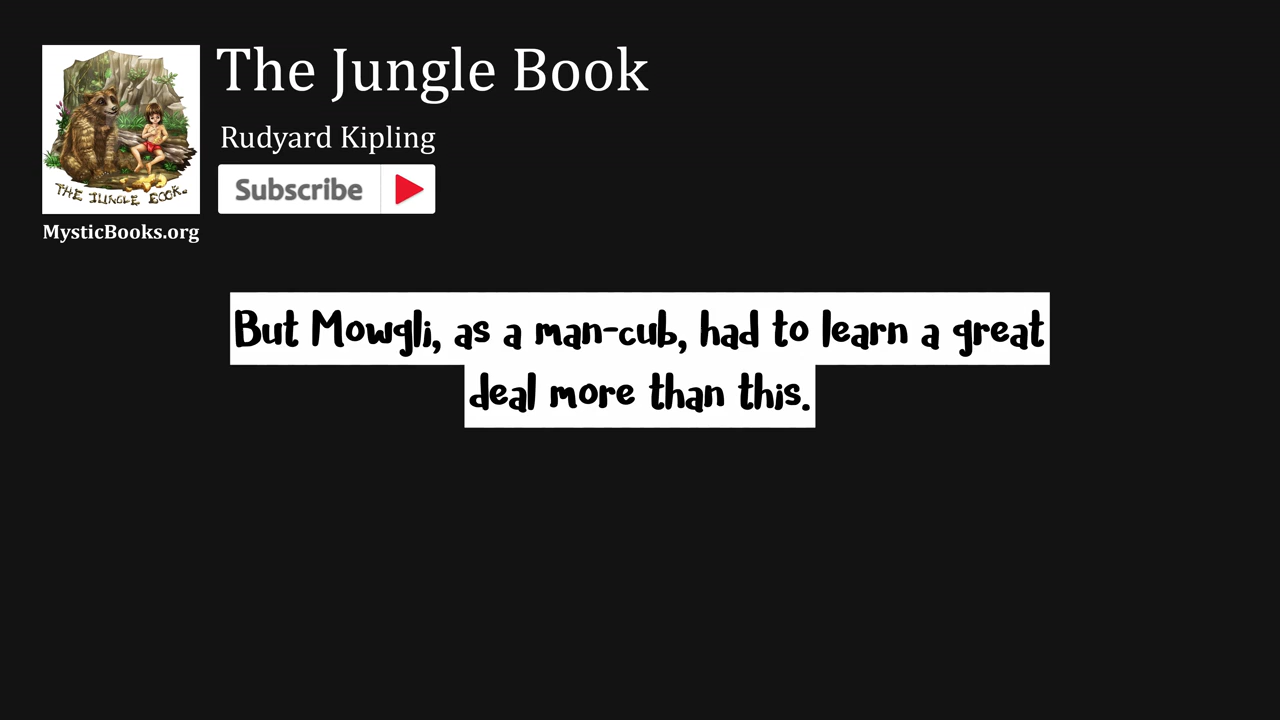 The Jungle Book
Rudyard Kipling
Subscribe
THE JUNGLE BOOK.
MysticBooks.org
But Mowgli, as a man-cub, had to learn a great
deal more than this.